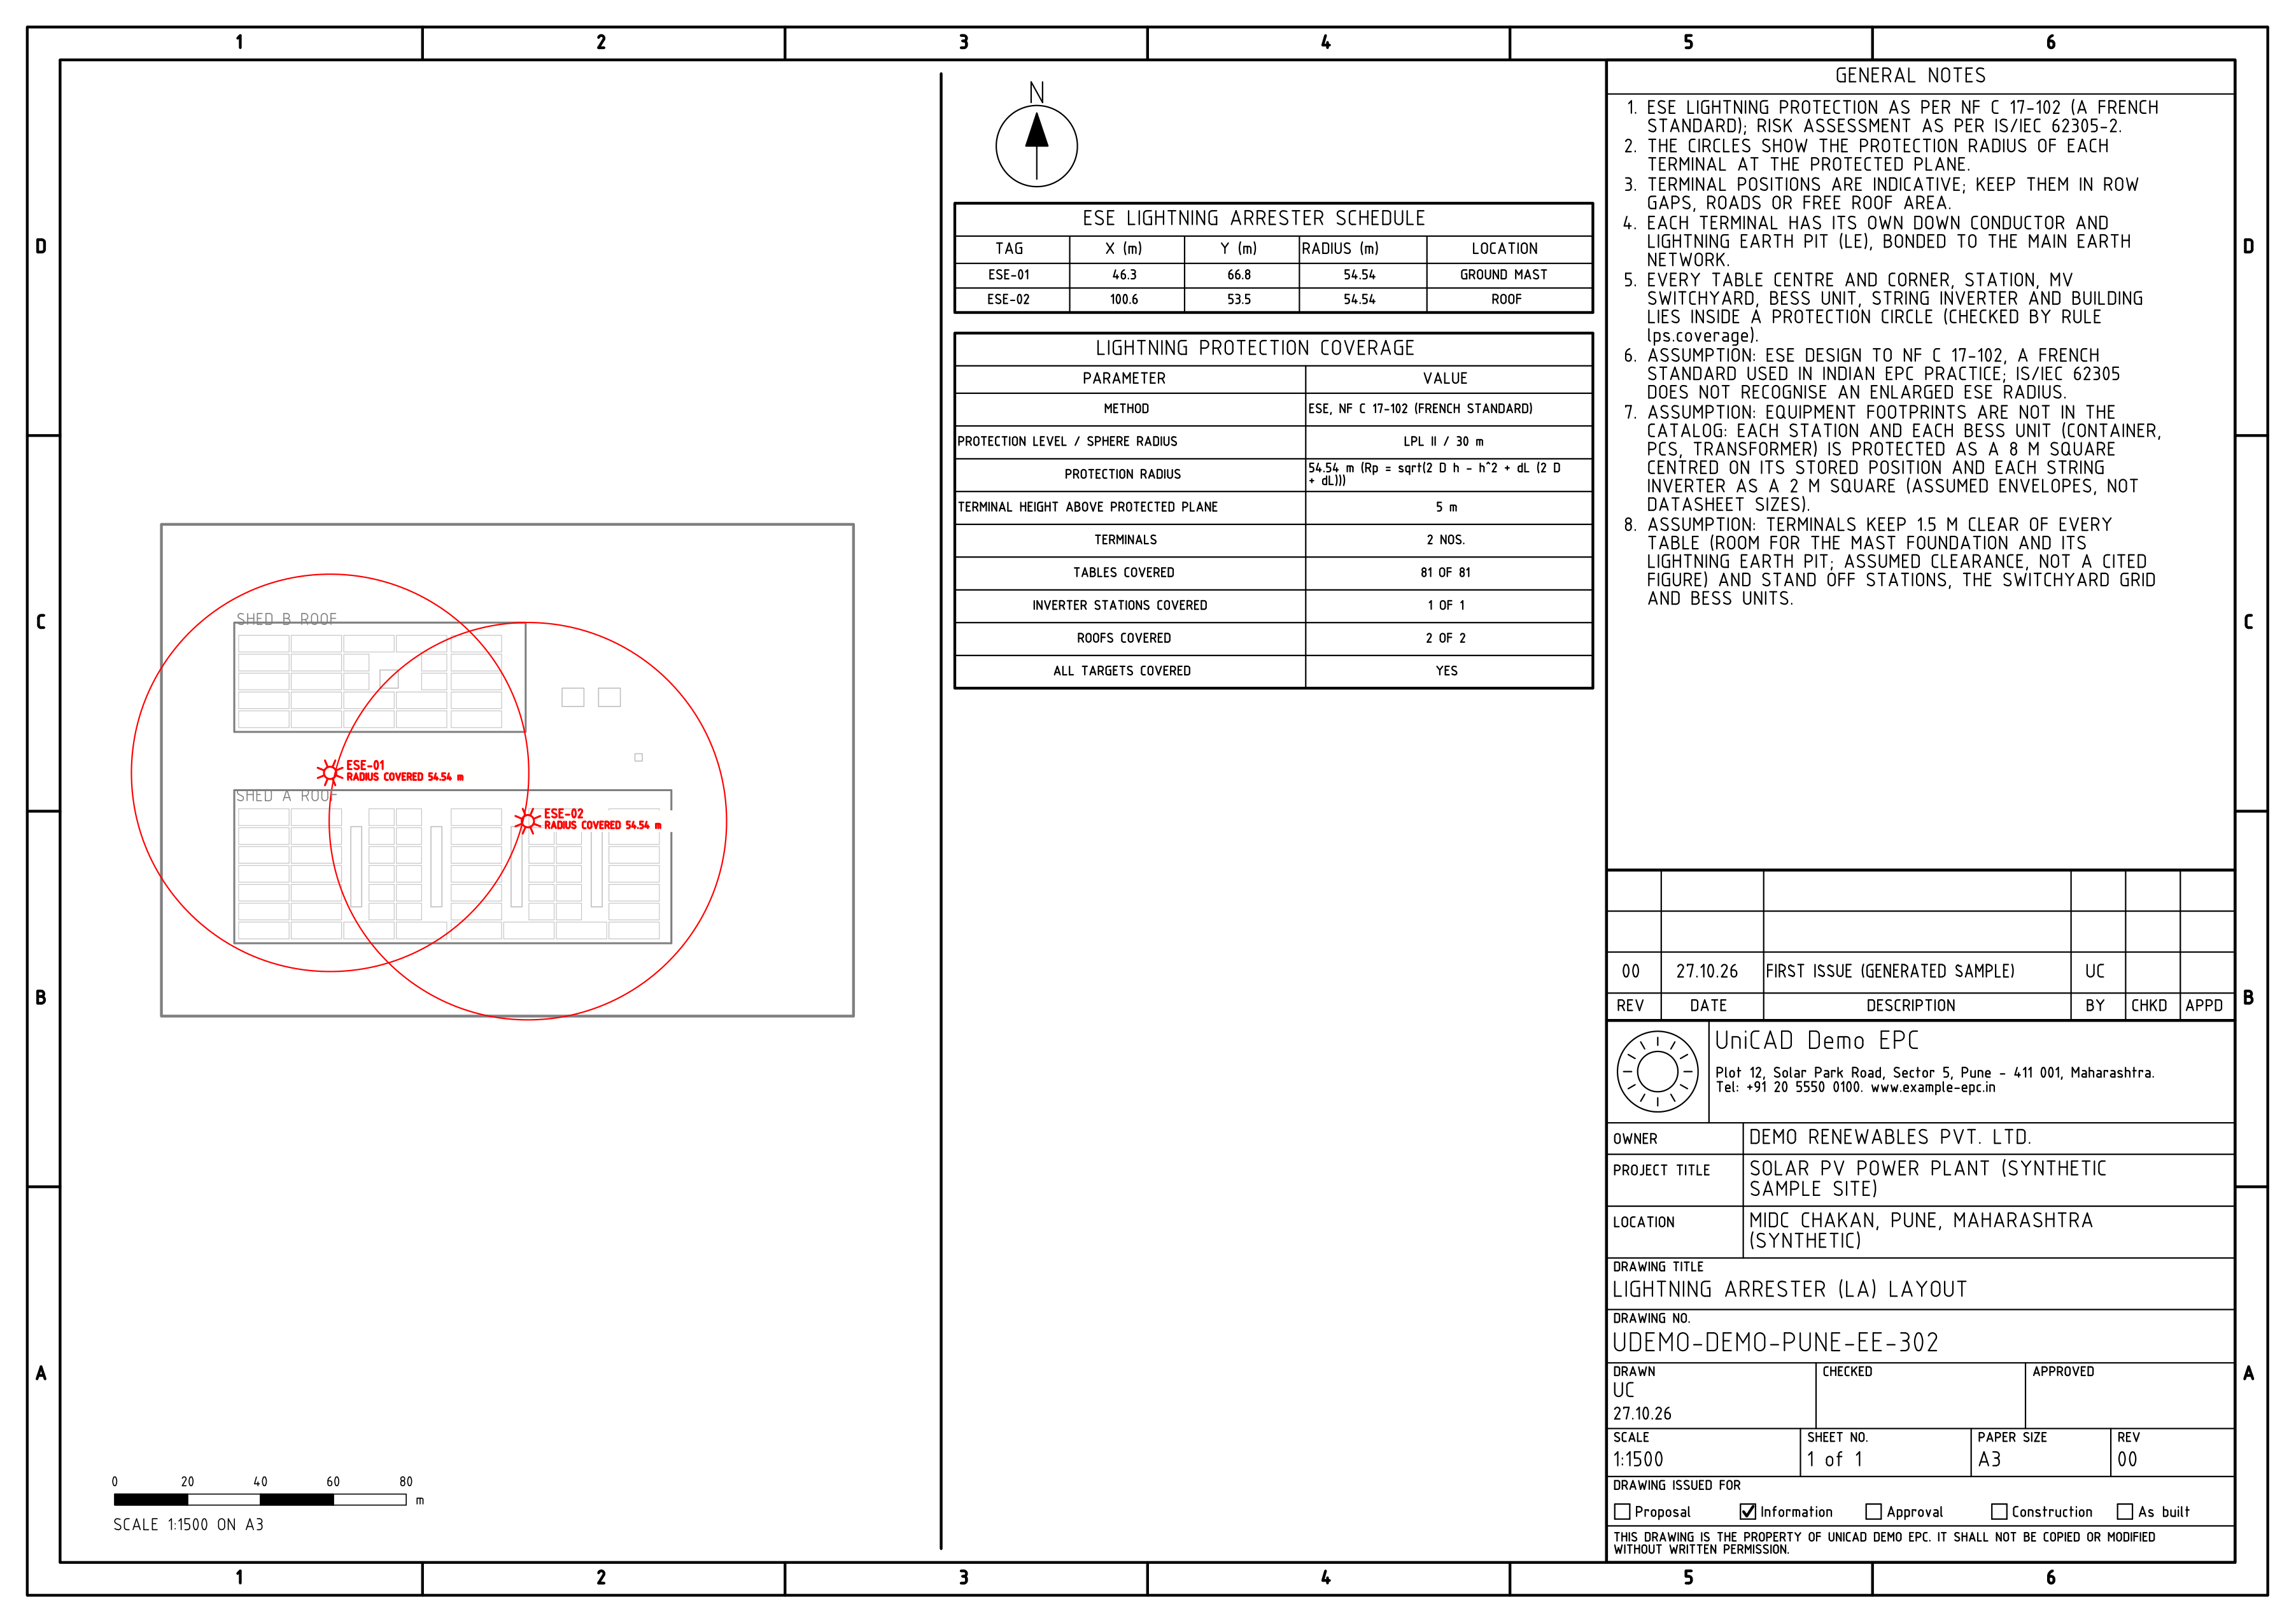 1 2 3 4 5 6
D D
C C
B B
A A
N
SHED B ROOF
ESE-01
RADIUS COVERED 54.54 m
SHED A ROOF
ESE-02
RADIUS COVERED 54.54 m
0 20 40 60 80
m
SCALE 1:1500 ON A3
ESE LIGHTNING ARRESTER SCHEDULE
TAG X (m) Y (m) RADIUS (m) LOCATION
ESE-01 46.3 66.8 54.54 GROUND MAST
ESE-02 100.6 53.5 54.54 ROOF
LIGHTNING PROTECTION COVERAGE
PARAMETER VALUE
METHOD ESE, NF C 17-102 (FRENCH STANDARD)
PROTECTION LEVEL / SPHERE RADIUS LPL II / 30 m
PROTECTION RADIUS 54.54 m (Rp = sqrt(2 D h - h^2 + dL (2 D
+ dL)))
TERMINAL HEIGHT ABOVE PROTECTED PLANE 5 m
TERMINALS 2 NOS.
TABLES COVERED 81 OF 81
INVERTER STATIONS COVERED 1 OF 1
ROOFS COVERED 2 OF 2
ALL TARGETS COVERED YES
GENERAL NOTES
1. ESE LIGHTNING PROTECTION AS PER NF C 17-102 (A FRENCH
STANDARD); RISK ASSESSMENT AS PER IS/IEC 62305-2.
2. THE CIRCLES SHOW THE PROTECTION RADIUS OF EACH
TERMINAL AT THE PROTECTED PLANE.
3. TERMINAL POSITIONS ARE INDICATIVE; KEEP THEM IN ROW
GAPS, ROADS OR FREE ROOF AREA.
4. EACH TERMINAL HAS ITS OWN DOWN CONDUCTOR AND
LIGHTNING EARTH PIT (LE), BONDED TO THE MAIN EARTH
NETWORK.
5. EVERY TABLE CENTRE AND CORNER, STATION, MV
SWITCHYARD, BESS UNIT, STRING INVERTER AND BUILDING
LIES INSIDE A PROTECTION CIRCLE (CHECKED BY RULE
lps.coverage).
6. ASSUMPTION: ESE DESIGN TO NF C 17-102, A FRENCH
STANDARD USED IN INDIAN EPC PRACTICE; IS/IEC 62305
DOES NOT RECOGNISE AN ENLARGED ESE RADIUS.
7. ASSUMPTION: EQUIPMENT FOOTPRINTS ARE NOT IN THE
CATALOG: EACH STATION AND EACH BESS UNIT (CONTAINER,
PCS, TRANSFORMER) IS PROTECTED AS A 8 M SQUARE
CENTRED ON ITS STORED POSITION AND EACH STRING
INVERTER AS A 2 M SQUARE (ASSUMED ENVELOPES, NOT
DATASHEET SIZES).
8. ASSUMPTION: TERMINALS KEEP 1.5 M CLEAR OF EVERY
TABLE (ROOM FOR THE MAST FOUNDATION AND ITS
LIGHTNING EARTH PIT; ASSUMED CLEARANCE, NOT A CITED
FIGURE) AND STAND OFF STATIONS, THE SWITCHYARD GRID
AND BESS UNITS.
00 27.10.26 FIRST ISSUE (GENERATED SAMPLE) UC
REV DATE DESCRIPTION BY CHKD APPD
UniCAD Demo EPC
Plot 12, Solar Park Road, Sector 5, Pune - 411 001, Maharashtra.
Tel: +91 20 5550 0100. www.example-epc.in
OWNER DEMO RENEWABLES PVT. LTD.
PROJECT TITLE SOLAR PV POWER PLANT (SYNTHETIC
SAMPLE SITE)
LOCATION MIDC CHAKAN, PUNE, MAHARASHTRA
(SYNTHETIC)
DRAWING TITLE
LIGHTNING ARRESTER (LA) LAYOUT
DRAWING NO.
UDEMO-DEMO-PUNE-EE-302
DRAWN CHECKED APPROVED
UC
27.10.26
SCALE SHEET NO. PAPER SIZE REV
1:1500 1 of 1 A3 00
DRAWING ISSUED FOR
Proposal Information Approval Construction As built
THIS DRAWING IS THE PROPERTY OF UNICAD DEMO EPC. IT SHALL NOT BE COPIED OR MODIFIED
WITHOUT WRITTEN PERMISSION.
1 2 3 4 5 6